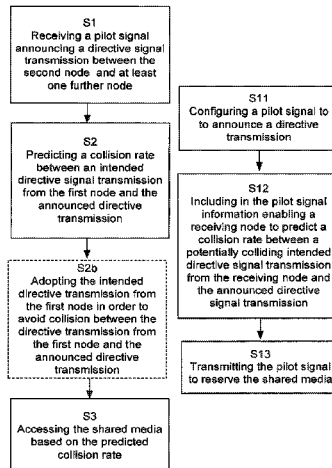 S1
Receiving a pilot signal
announcing a directive signal
transmission between the
second node and at least
one further node
S2
Predicting a collision rate
between an intended
directive signal transmission
from the first node and the
announced directive
transmission
S2b
Adopting the intended
directive transmission from
the first node in order to
avoid collision between the
directive transmission from
the first node and the
announced directive
transmission
S3
Accessing the shared media
based on the predicted
collision rate
S11
Configuring a pilot signal to
to announce a directive
transmission
S12
Including in the pilot signal
information enabling a
receiving node to predict a
collision rate between a
potentially colliding intended
directive signal transmission
from the receiving node and
the announced directive
signal transmission
S13
Transmitting the pilot signal
to reserve the shared media